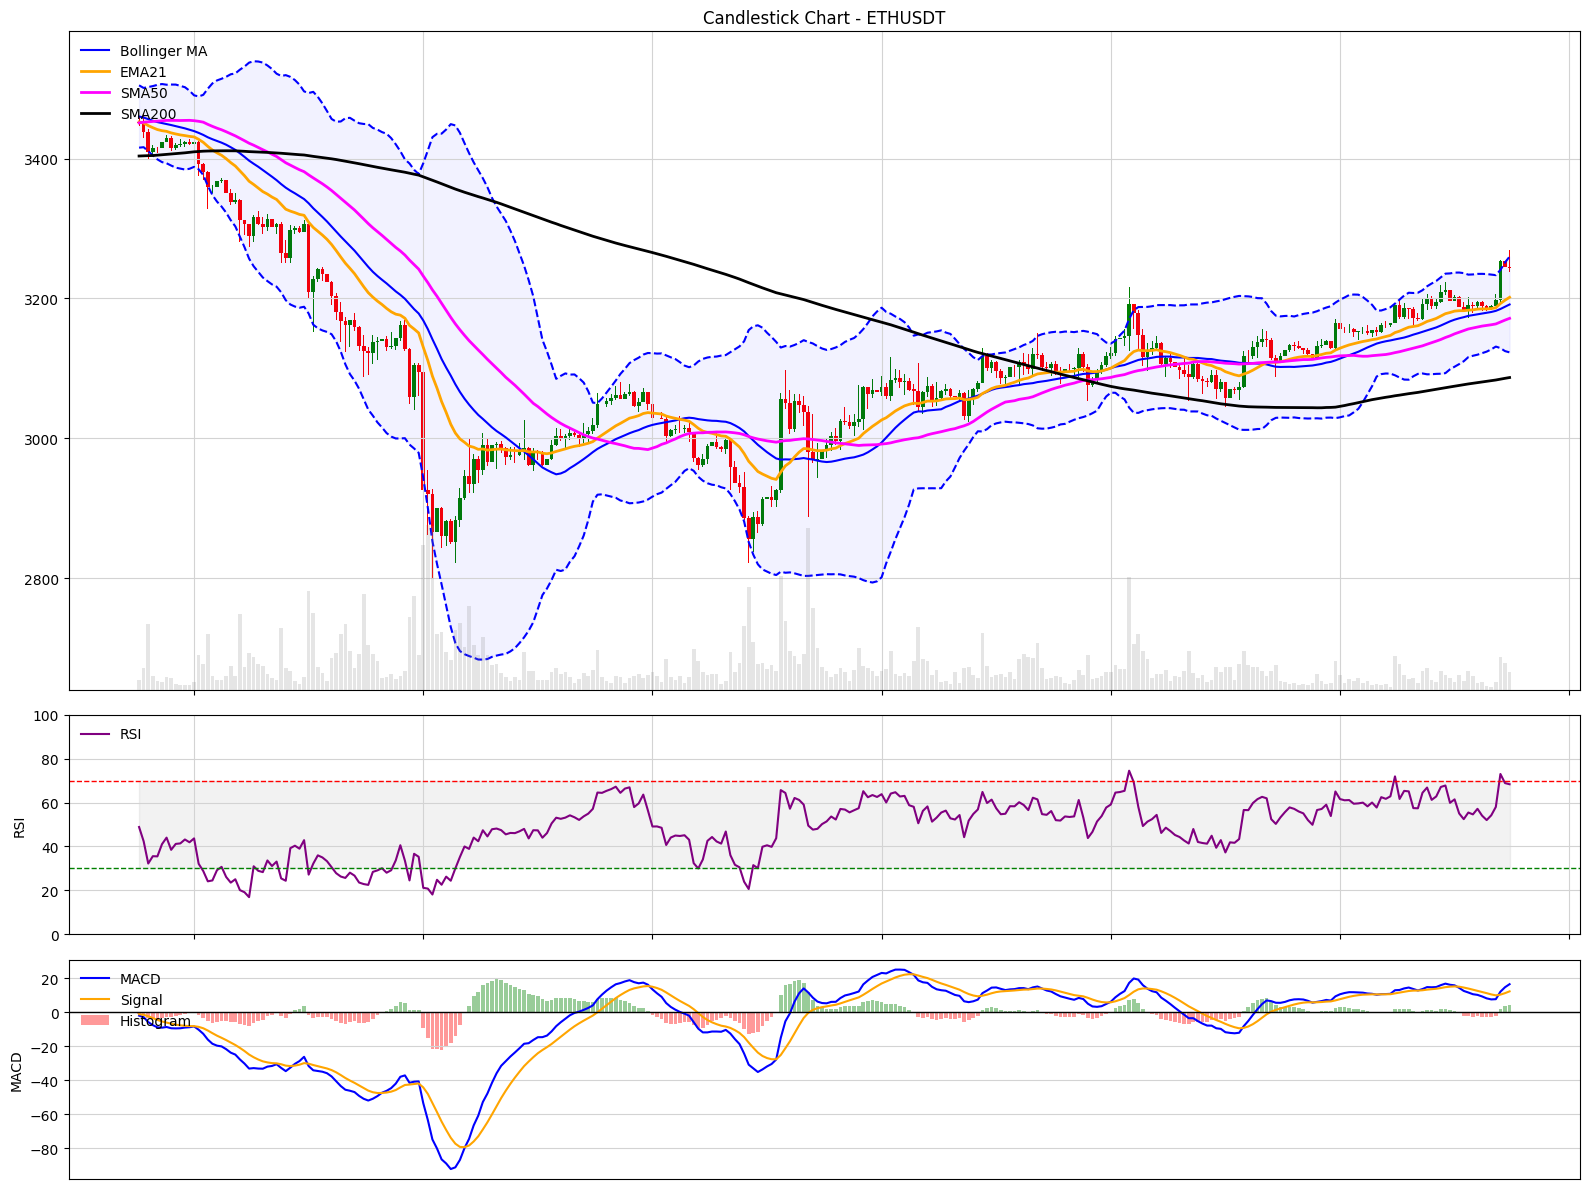 Candlestick Chart - ETHUSDT
Bollinger MA
EMA21
SMA50
SMA200
3400
3200
3000
2800
100
RSI
80
60
40
20
0
RSI
MACD
Signal
Histogram
20
0
−20
−40
−60
−80
MACD